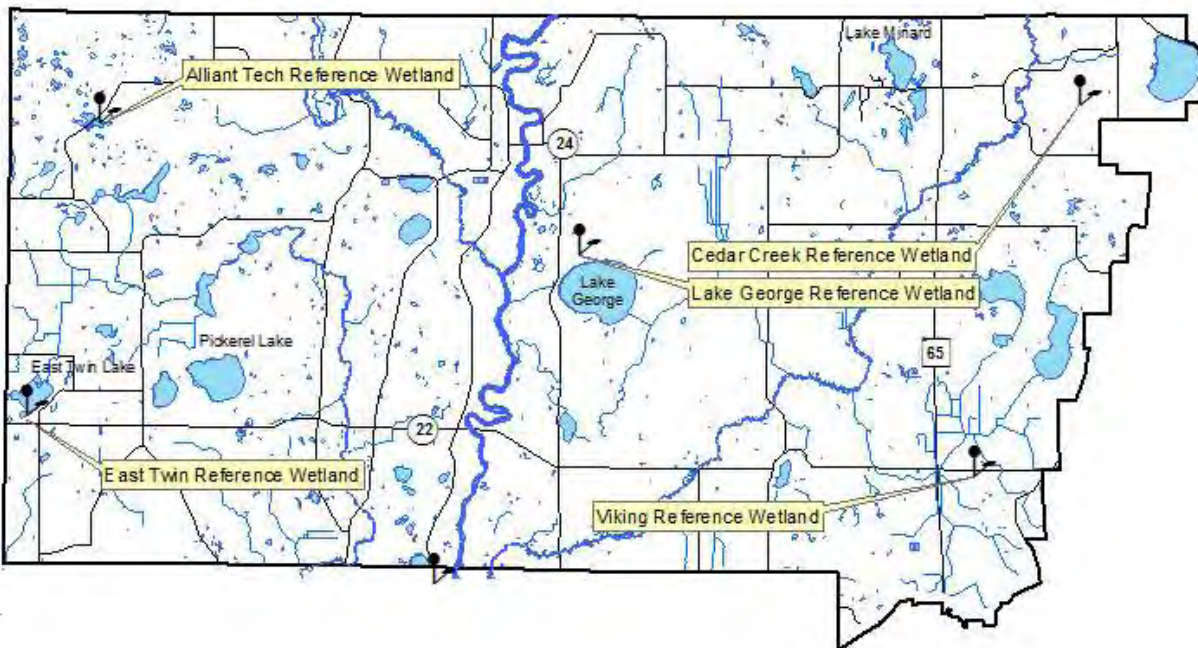 Lake Minard
Alliant Tech Reference Wetland
24
Cedar Creek Reference Wetland
Lake
George
Lake George Reference Wetland
Pickerel Lake
65
East Twin Lake
22
East Twin Reference Wetland
Viking Reference Wetland